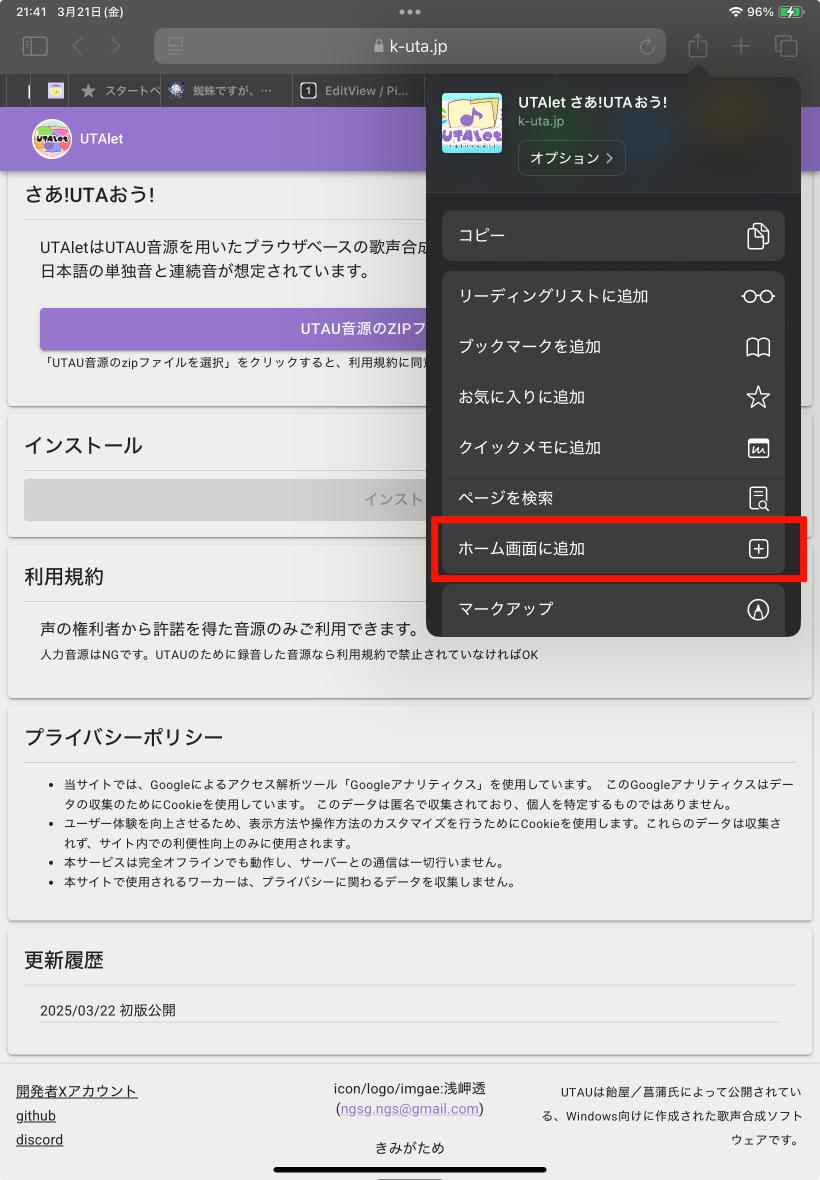 21:41 3月21日(金)
96%
k-uta.jp
スタートペ
蜘蛛ですが、…
1 EditView / Pi…
UTAlet
UTAlet
UTAlet さあ!UTAおう!
k-uta.jp
オプション
コピー
リーディングリストに追加
ブックマークを追加
お気に入りに追加
クイックメモに追加
ページを検索
ホーム画面に追加
マークアップ
さあ!UTAおう!
UTAletはUTAU音源を用いたブラウザベースの歌声合成
日本語の単独音と連続音が想定されています。
UTAU音源のZIPフ
「UTAU音源のzipファイルを選択」をクリックすると、利用規約に同意
インストール
インスト
利用規約
声の権利者から許諾を得た音源のみご利用できます。
人力音源はNGです。UTAUのために録音した音源なら利用規約で禁止されていなければOK
プライバシーポリシー
当サイトでは、Googleによるアクセス解析ツール「Googleアナリティクス」を使用しています。 このGoogleアナリティクスはデー
タの収集のためにCookieを使用しています。 このデータは匿名で収集されており、個人を特定するものではありません。
ユーザー体験を向上させるため、表示方法や操作方法のカスタマイズを行うためにCookieを使用します。これらのデータは収集さ
れず、サイト内での利便性向上のみに使用されます。
本サービスは完全オフラインでも動作し、サーバーとの通信は一切行いません。
本サイトで使用されるワーカーは、プライバシーに関わるデータを収集しません。
更新履歴
2025/03/22 初版公開
開発者Xアカウント
github
discord
icon/logo/imgae:浅岬透
(ngsg.ngs@gmail.com)
きみがため
UTAUは飴屋／菖蒲氏によって公開されてい
る、Windows向けに作成された歌声合成ソフト
ウェアです。